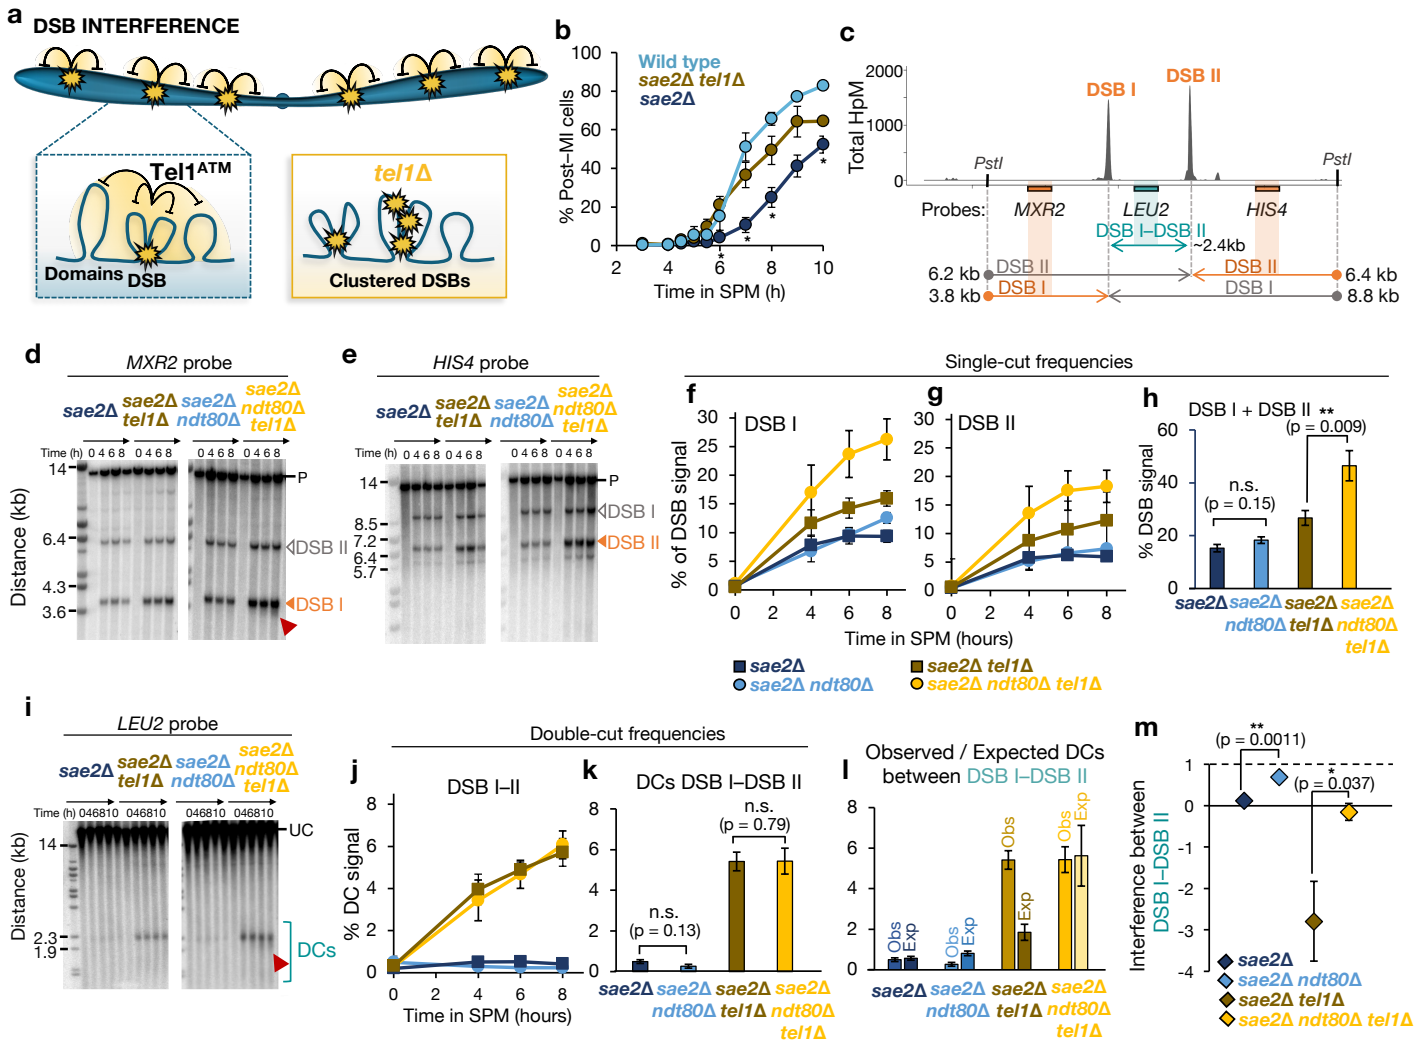 a
DSB INTERFERENCE
Tel1ATM
Domains
DSB
tel1Δ
Clustered DSBs
b
% Post–MI cells
100
80
60
40
20
0
Wild type
sae2Δ tel1Δ
sae2Δ
*
*
*
*
2
4
6
8
10
Time in SPM (h)
c
Total HpM
2000
1000
0
DSB I
DSB II
PstI
PstI
Probes:
MXR2
LEU2
HIS4
DSB I–DSB II
~2.4kb
6.2 kb
DSB II
DSB II
6.4 kb
3.8 kb
DSB I
DSB I
8.8 kb
d
MXR2 probe
sae2Δ
sae2Δ
tel1Δ
sae2Δ
ndt80Δ
sae2Δ
ndt80Δ
tel1Δ
Time (h)
0 4 6 8
0 4 6 8
0 4 6 8
0 4 6 8
Distance (kb)
14
6.4
4.3
3.6
P
DSB II
DSB I
e
HIS4 probe
sae2Δ
sae2Δ
tel1Δ
sae2Δ
ndt80Δ
sae2Δ
ndt80Δ
tel1Δ
Time (h)
0 4 6 8
0 4 6 8
0 4 6 8
0 4 6 8
14
8.5
7.2
6.4
5.7
P
DSB I
DSB II
Single-cut frequencies
f
DSB I
% of DSB signal
30
25
20
15
10
5
0
0
2
4
6
8
g
DSB II
30
25
20
15
10
5
0
0
2
4
6
8
Time in SPM (hours)
sae2Δ
sae2Δ tel1Δ
sae2Δ ndt80Δ
sae2Δ ndt80Δ tel1Δ
h
DSB I + DSB II
**
(p = 0.009)
n.s.
(p = 0.15)
% DSB signal
60
40
20
0
sae2Δ
sae2Δ
ndt80Δ
sae2Δ
tel1Δ
sae2Δ
ndt80Δ
tel1Δ
i
LEU2 probe
sae2Δ
sae2Δ
tel1Δ
sae2Δ
ndt80Δ
sae2Δ
ndt80Δ
tel1Δ
Time (h)
046810
046810
046810
046810
Distance (kb)
14
2.3
1.9
UC
DCs
Double-cut frequencies
j
DSB I–II
% DC signal
8
6
4
2
0
0
2
4
6
8
Time in SPM (hours)
k
DCs DSB I–DSB II
n.s.
(p = 0.79)
n.s.
(p = 0.13)
8
6
4
2
0
sae2Δ
sae2Δ
ndt80Δ
sae2Δ
tel1Δ
sae2Δ
ndt80Δ
tel1Δ
l
Observed / Expected DCs
between DSB I–DSB II
8
6
4
2
0
Obs
Exp
Obs
Exp
Obs
Exp
Obs
Exp
sae2Δ
sae2Δ
ndt80Δ
sae2Δ
tel1Δ
sae2Δ
ndt80Δ
tel1Δ
m
**
(p = 0.0011)
*
(p = 0.037)
Interference between
DSB I–DSB II
1
0
-1
-2
-3
-4
sae2Δ
sae2Δ ndt80Δ
sae2Δ tel1Δ
sae2Δ ndt80Δ tel1Δ